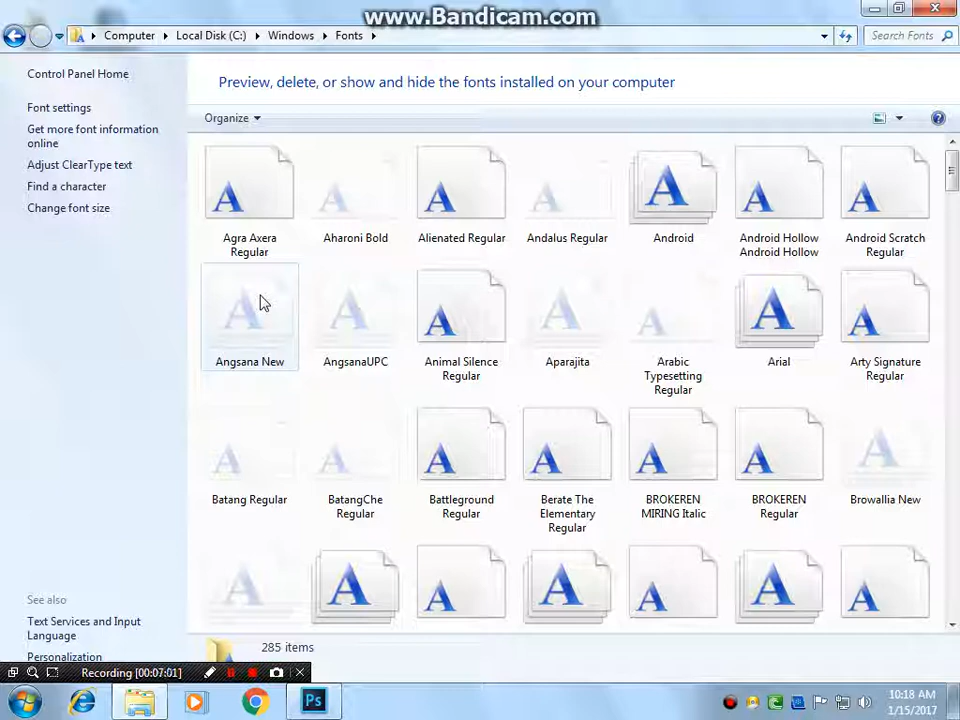 www.Bandicam.com
Computer
Local Disk (C:)
Windows
Fonts
Search Fonts
Control Panel Home
Font settings
Get more font information
online
Adjust ClearType text
Find a character
Change font size
See also
Text Services and Input
Language
Personalization
Preview, delete, or show and hide the fonts installed on your computer
Organize
Agra Axera
Regular
Aharoni Bold
Alienated Regular
Andalus Regular
Android
Android Hollow
Android Hollow
Android Scratch
Regular
Angsana New
AngsanaUPC
Animal Silence
Regular
Aparajita
Arabic
Typesetting
Regular
Arial
Arty Signature
Regular
Batang Regular
BatangChe
Regular
Battleground
Regular
Berate The
Elementary
Regular
BROKEREN
MIRING Italic
BROKEREN
Regular
Browallia New
285 items
Recording [00:07:01]
Ps
10:18 AM
1/15/2017